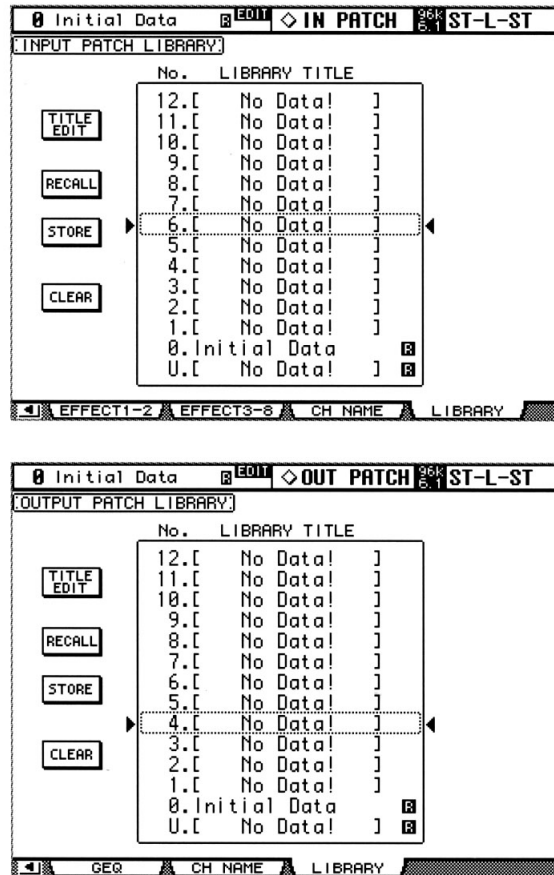 0 Initial Data R EDIT ◇IN PATCH 96k 6.1 ST-L-ST
INPUT PATCH LIBRARY
No. LIBRARY TITLE
TITLE EDIT
RECALL
STORE
CLEAR
12.[ No Data! ]
11.[ No Data! ]
10.[ No Data! ]
9.[ No Data! ]
8.[ No Data! ]
7.[ No Data! ]
6.[ No Data! ]
5.[ No Data! ]
4.[ No Data! ]
3.[ No Data! ]
2.[ No Data! ]
1.[ No Data! ]
0.Initial Data R
U.[ No Data! ] R
EFFECT1-2 EFFECT3-8 CH NAME LIBRARY
0 Initial Data R EDIT ◇OUT PATCH 96k 6.1 ST-L-ST
OUTPUT PATCH LIBRARY
No. LIBRARY TITLE
TITLE EDIT
RECALL
STORE
CLEAR
12.[ No Data! ]
11.[ No Data! ]
10.[ No Data! ]
9.[ No Data! ]
8.[ No Data! ]
7.[ No Data! ]
6.[ No Data! ]
5.[ No Data! ]
4.[ No Data! ]
3.[ No Data! ]
2.[ No Data! ]
1.[ No Data! ]
0.Initial Data R
U.[ No Data! ] R
GEQ CH NAME LIBRARY